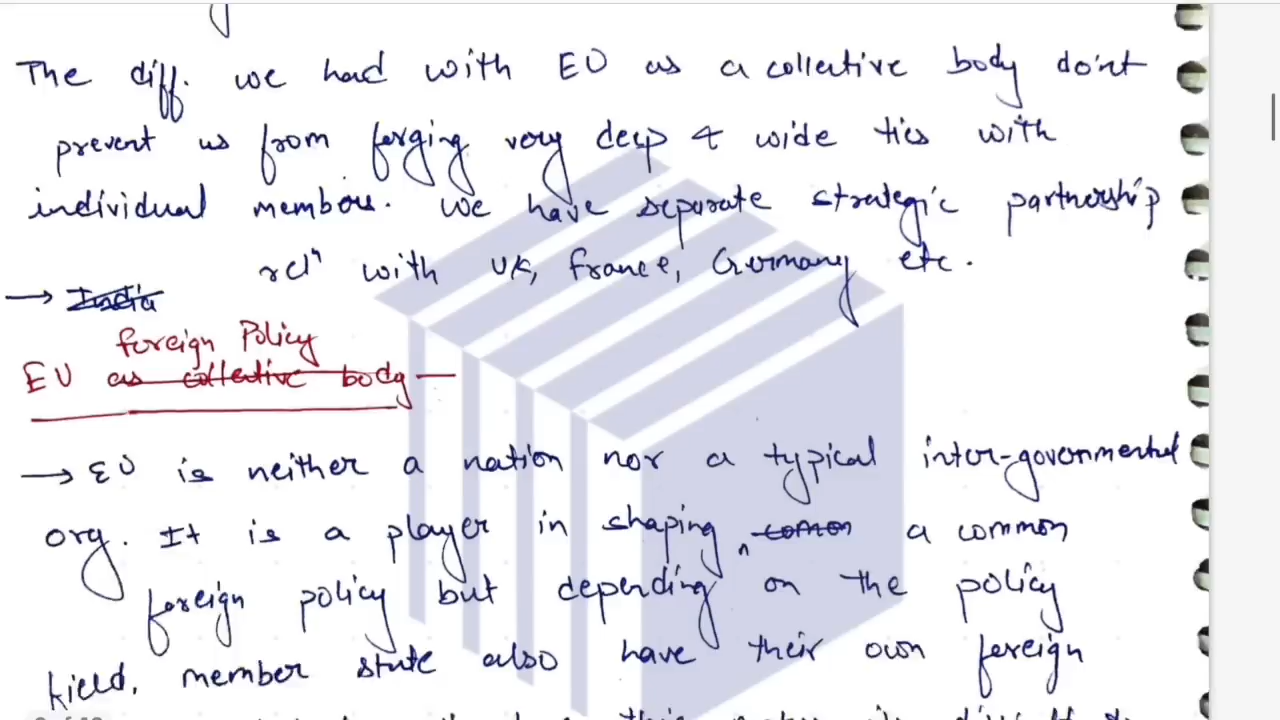 The diff. we had with EU as a collective body don't
prevent us from forging very deep & wide ties with
individual members. We have separate strategic partnership
relⁿ with UK, France, Germany etc.
→ India
foreign Policy
EU as collective body —
→ EU is neither a nation nor a typical inter-governmental
org. It is a player in shaping comon a common
foreign policy but depending on the policy
field, member state also have their own foreign